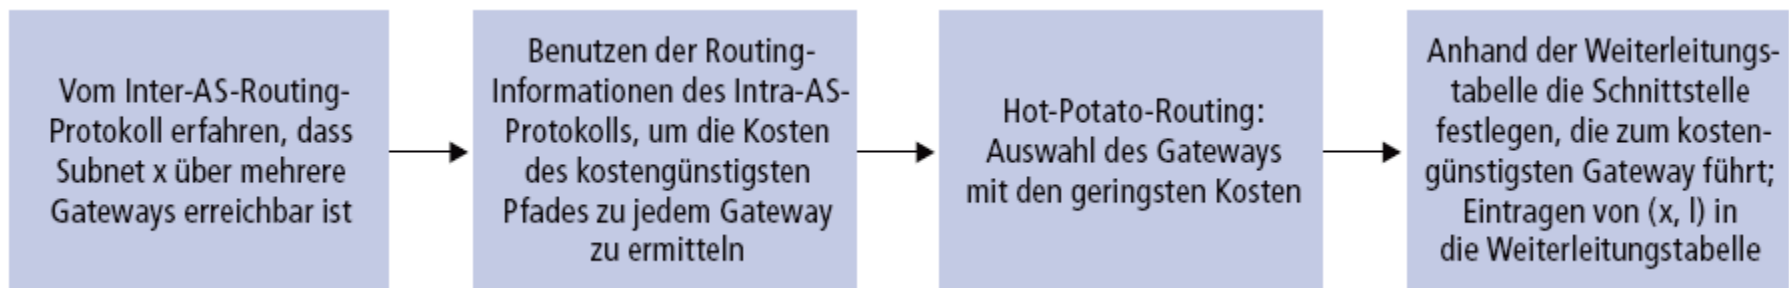 Vom Inter-AS-Routing-
Protokoll erfahren, dass
Subnet x über mehrere
Gateways erreichbar ist
Benutzen der Routing-
Informationen des Intra-AS-
Protokolls, um die Kosten
des kostengünstigsten
Pfades zu jedem Gateway
zu ermitteln
Hot-Potato-Routing:
Auswahl des Gateways
mit den geringsten Kosten
Anhand der Weiterleitungs-
tabelle die Schnittstelle
festlegen, die zum kosten-
günstigsten Gateway führt;
Eintragen von (x, l) in
die Weiterleitungstabelle